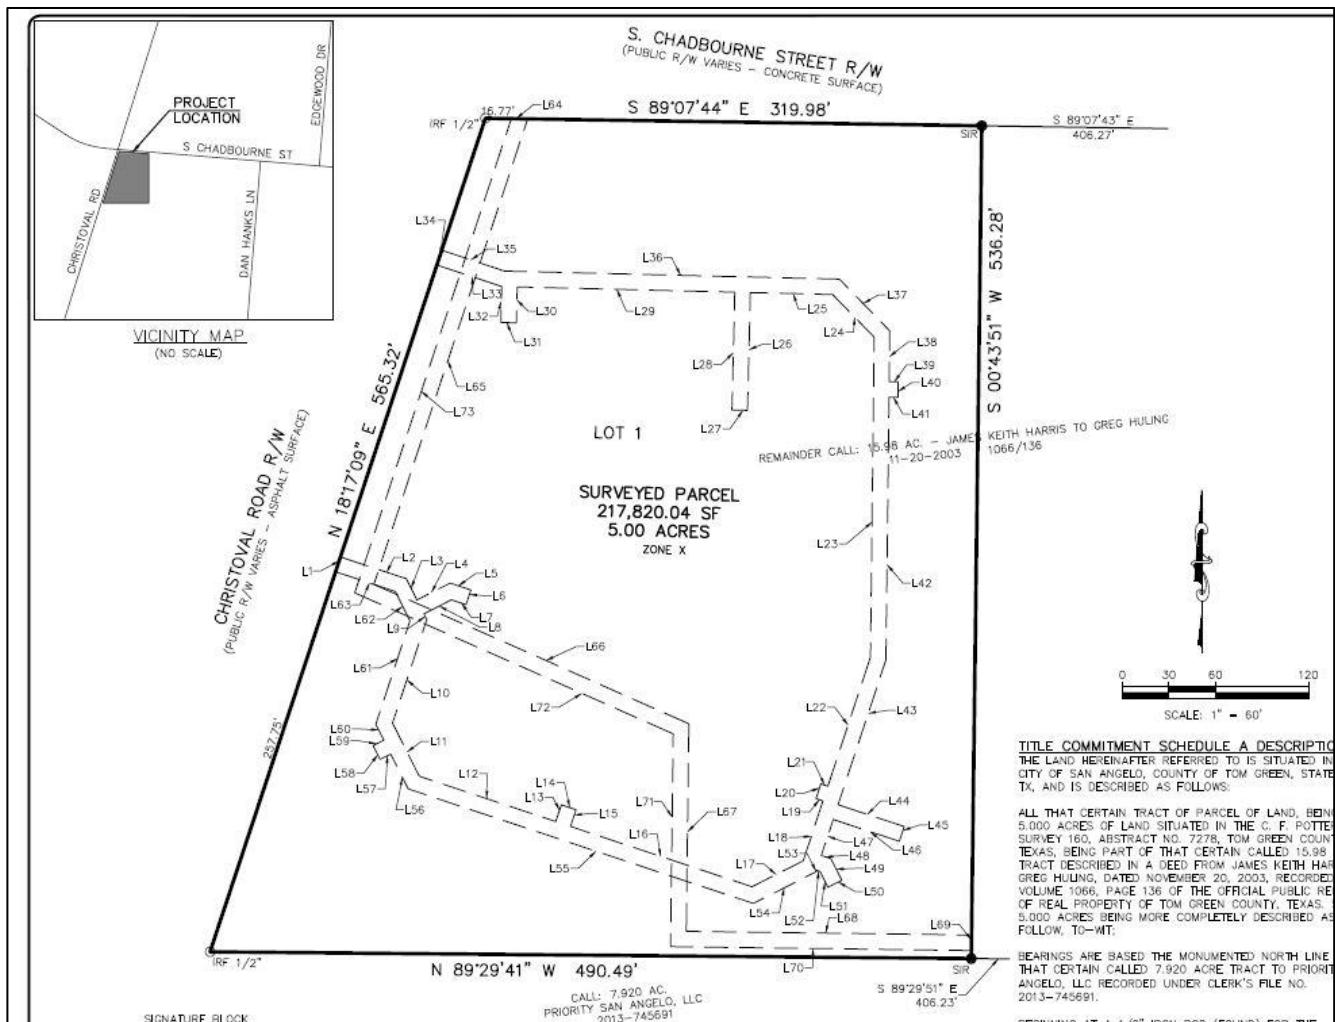 S. CHADBOURNE STREET R/W
(PUBLIC R/W VARIES - CONCRETE SURFACE)
EDGEWOOD DR
PROJECT
LOCATION
S CHADBOURNE ST
CHRISTOVAL RD
DAN HANKS LN
VICINITY MAP
(NO SCALE)
16.77'
L64
IRF 1/2"
S 89°07'44" E 319.98'
SIR
S 89°07'43" E
406.27'
L34
L35
L36
L33
L32
L30
L31
L29
L25
L37
L24
L38
L28
L26
L39
L40
L41
L27
L65
L73
S 00°43'51" W 536.28'
N 18°17'09" E 565.32'
CHRISTOVAL ROAD R/W
(PUBLIC R/W VARIES - ASPHALT SURFACE)
LOT 1
REMAINDER CALL: 15.98 AC. - JAMES KEITH HARRIS TO GREG HULING
11-20-2003 1066/136
SURVEYED PARCEL
217,820.04 SF
5.00 ACRES
ZONE X
L23
L42
L1
L2
L3
L4
L5
L6
L7
L8
L63
L62
L9
L61
L66
L10
L72
L22
L43
0 30 60 120
SCALE: 1" = 60'
257.75'
L60
L59
L58
L57
L11
L56
L12
L14
L13
L15
L16
L55
L71
L67
L21
L20
L19
L44
L45
L46
L18
L47
L48
L53
L49
L17
L50
L54
L51
L52
L68
L69
L70
IRF 1/2"
N 89°29'41" W 490.49'
SIR
S 89°29'51" E
406.23'
CALL: 7.920 AC.
PRIORITY SAN ANGELO, LLC
2013-745691
SIGNATURE BLOCK
TITLE COMMITMENT SCHEDULE A DESCRIPTIO
THE LAND HEREINAFTER REFERRED TO IS SITUATED IN
CITY OF SAN ANGELO, COUNTY OF TOM GREEN, STATE
TX, AND IS DESCRIBED AS FOLLOWS:
ALL THAT CERTAIN TRACT OF PARCEL OF LAND, BEIN
5.000 ACRES OF LAND SITUATED IN THE C. F. POTTE
SURVEY 160, ABSTRACT NO. 7278, TOM GREEN COUN
TEXAS, BEING PART OF THAT CERTAIN CALLED 15.98
TRACT DESCRIBED IN A DEED FROM JAMES KEITH HAR
GREG HULING, DATED NOVEMBER 20, 2003, RECORDED
VOLUME 1066, PAGE 136 OF THE OFFICIAL PUBLIC RE
OF REAL PROPERTY OF TOM GREEN COUNTY, TEXAS.
5.000 ACRES BEING MORE COMPLETELY DESCRIBED AS
FOLLOW, TO-WIT;
BEARINGS ARE BASED THE MONUMENTED NORTH LINE
THAT CERTAIN CALLED 7.920 ACRE TRACT TO PRIORIT
ANGELO, LLC RECORDED UNDER CLERK'S FILE NO.
2013-745691.